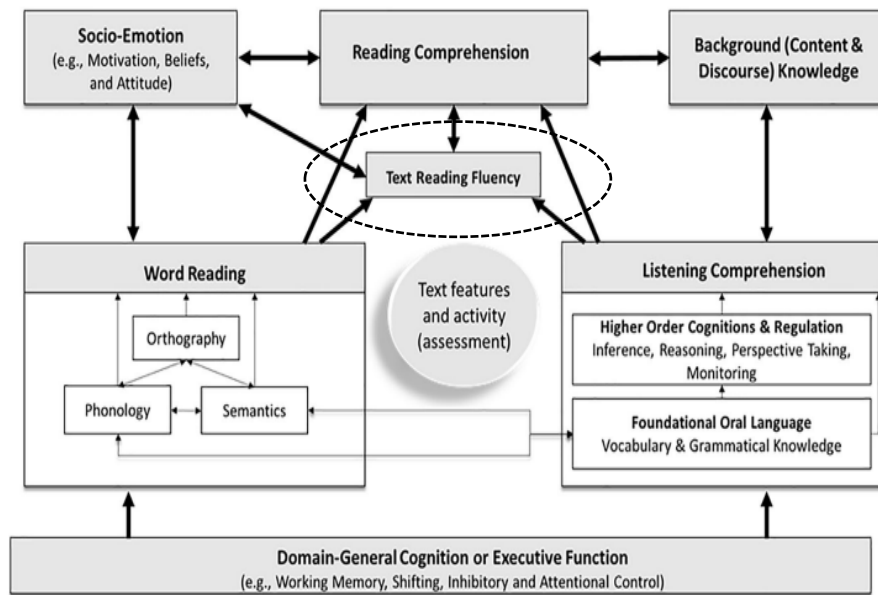 Socio-Emotion
(e.g., Motivation, Beliefs,
and Attitude)
Reading Comprehension
Background (Content &
Discourse) Knowledge
Text Reading Fluency
Word Reading
Orthography
Phonology
Semantics
Text features
and activity
(assessment)
Listening Comprehension
Higher Order Cognitions & Regulation
Inference, Reasoning, Perspective Taking,
Monitoring
Foundational Oral Language
Vocabulary & Grammatical Knowledge
Domain-General Cognition or Executive Function
(e.g., Working Memory, Shifting, Inhibitory and Attentional Control)